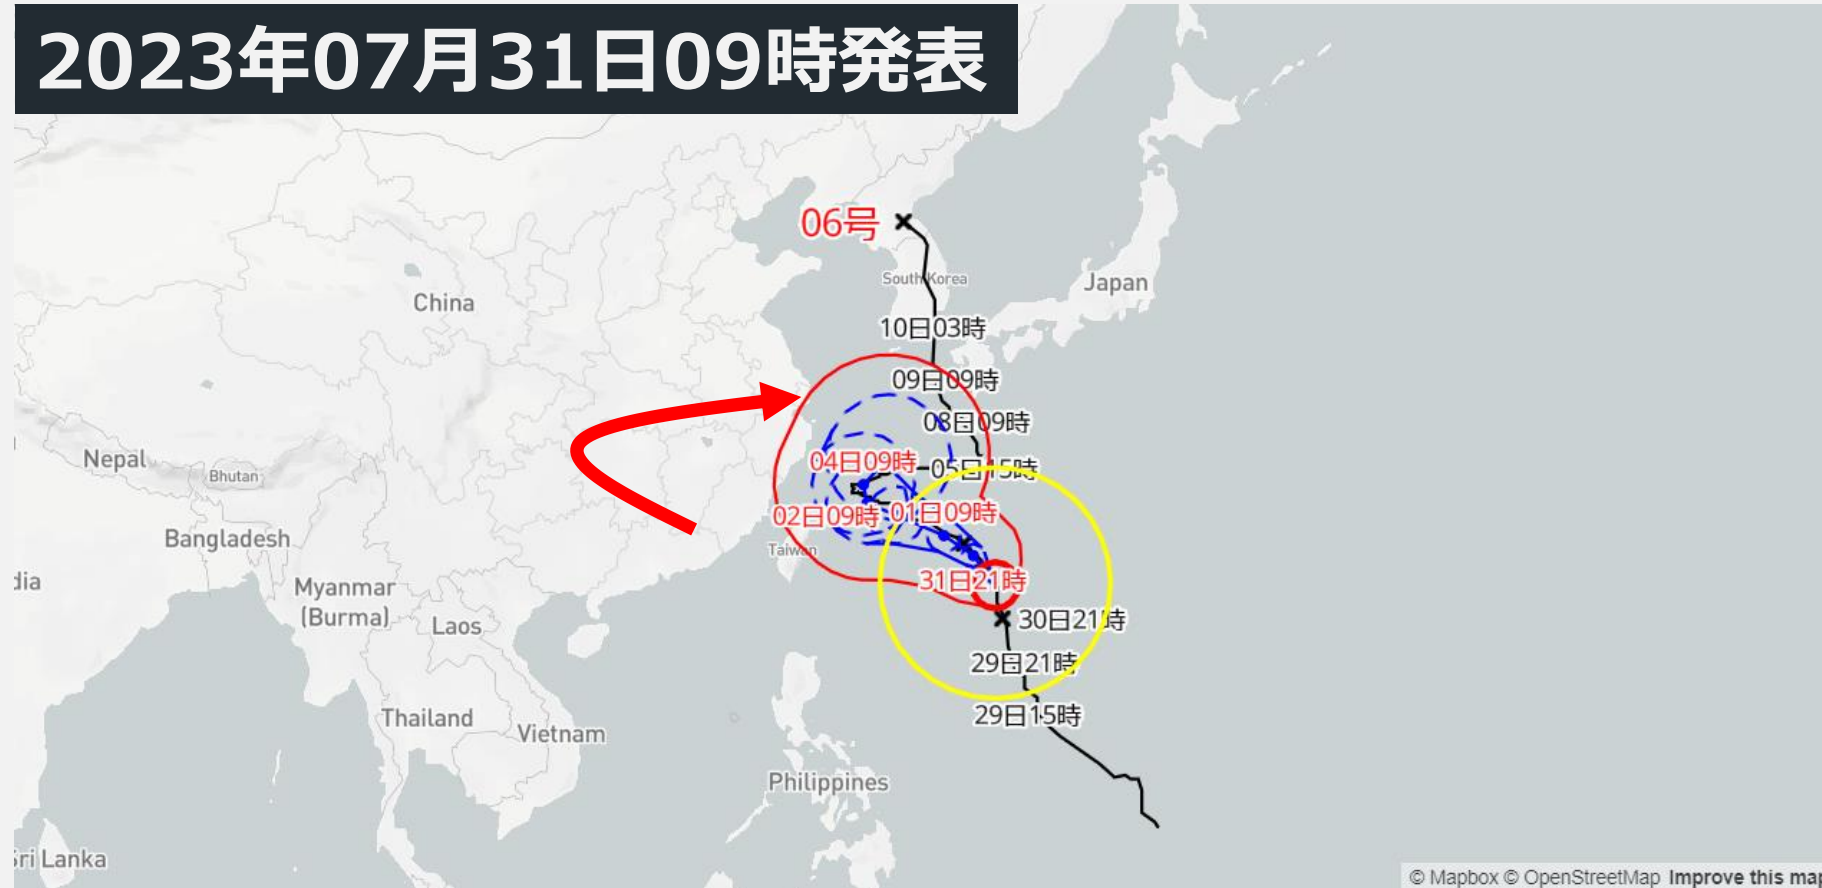 2023年07月31日09時発表
06号
South Korea
Japan
China
10日03時
09日09時
08日09時
Nepal
Bhutan
04日09時
05日15時
02日09時
01日09時
Bangladesh
Taiwan
31日21時
Myanmar
(Burma)
Laos
30日21時
29日21時
Thailand
29日15時
Vietnam
Philippines
Sri Lanka
dia
© Mapbox © OpenStreetMap Improve this map